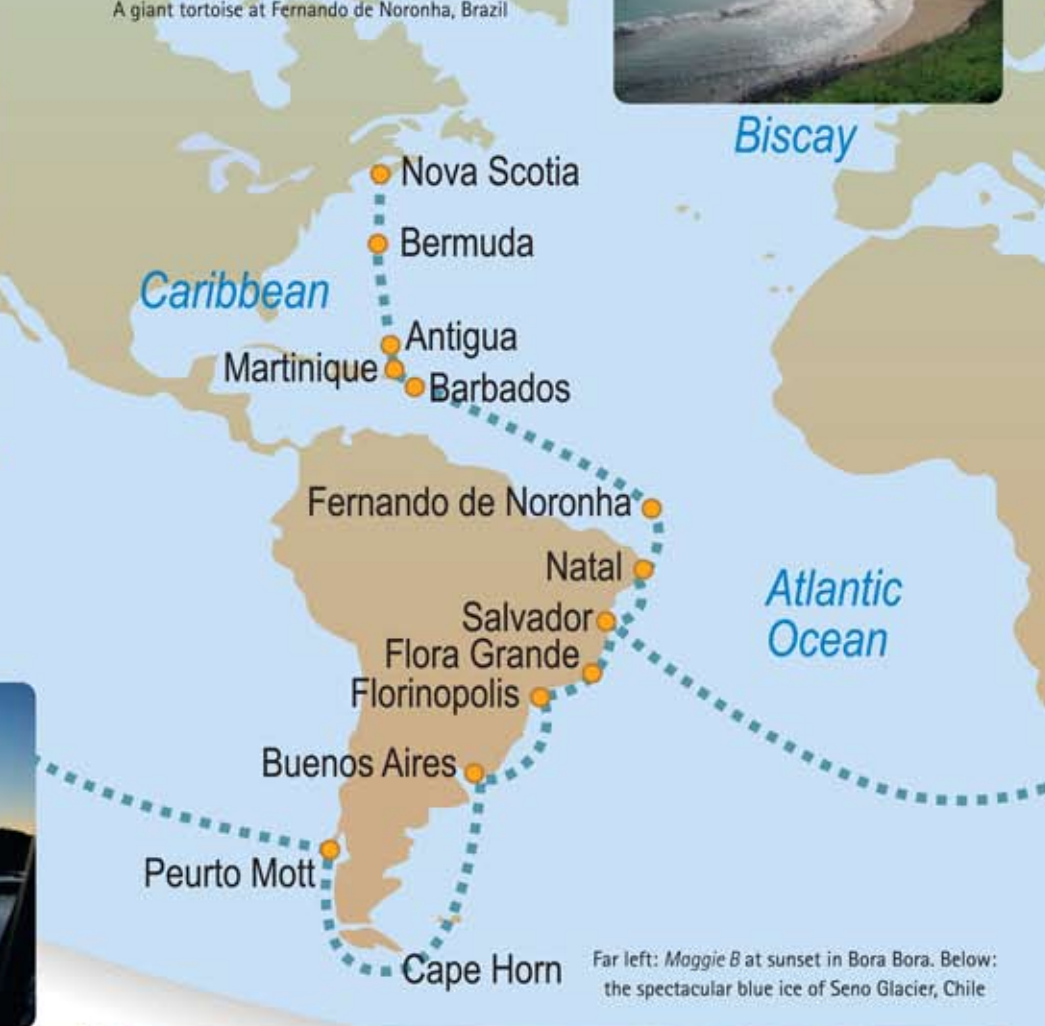 A giant tortoise at Fernando de Noronha, Brazil
Biscay
Nova Scotia
Bermuda
Caribbean
Antigua
Martinique
Barbados
Fernando de Noronha
Natal
Atlantic
Ocean
Salvador
Flora Grande
Florinopolis
Buenos Aires
Peurto Mott
Cape Horn
Far left: Maggie B at sunset in Bora Bora. Below:
the spectacular blue ice of Seno Glacier, Chile